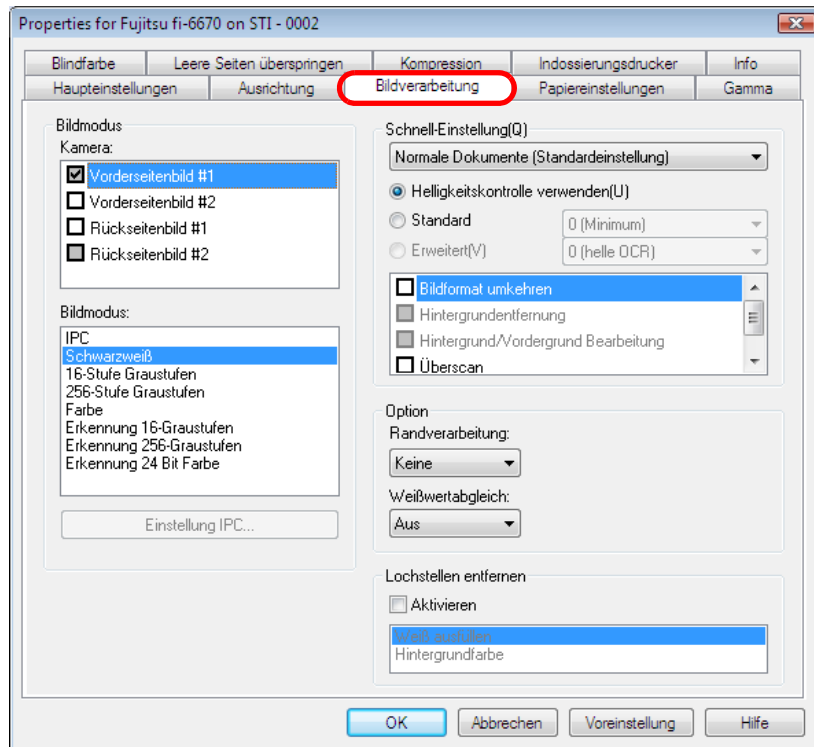 Properties for Fujitsu fi-6670 on STI - 0002
Blindfarbe
Leere Seiten überspringen
Kompression
Indossierungsdrucker
Info
Haupteinstellungen
Ausrichtung
Bildverarbeitung
Papiereinstellungen
Gamma
Bildmodus
Kamera:
Vorderseitenbild #1
Vorderseitenbild #2
Rückseitenbild #1
Rückseitenbild #2
Bildmodus:
IPC
Schwarzweiß
16-Stufe Graustufen
256-Stufe Graustufen
Farbe
Erkennung 16-Graustufen
Erkennung 256-Graustufen
Erkennung 24 Bit Farbe
Einstellung IPC...
Schnell-Einstellung(Q)
Normale Dokumente (Standardeinstellung)
Helligkeitskontrolle verwenden(U)
Standard
0 (Minimum)
Erweitert(V)
0 (helle OCR)
Bildformat umkehren
Hintergrundentfernung
Hintergrund/Vordergrund Bearbeitung
Überscan
Option
Randverarbeitung:
Keine
Weißwertabgleich:
Aus
Lochstellen entfernen
Aktivieren
Weiß ausfüllen
Hintergrundfarbe
OK
Abbrechen
Voreinstellung
Hilfe